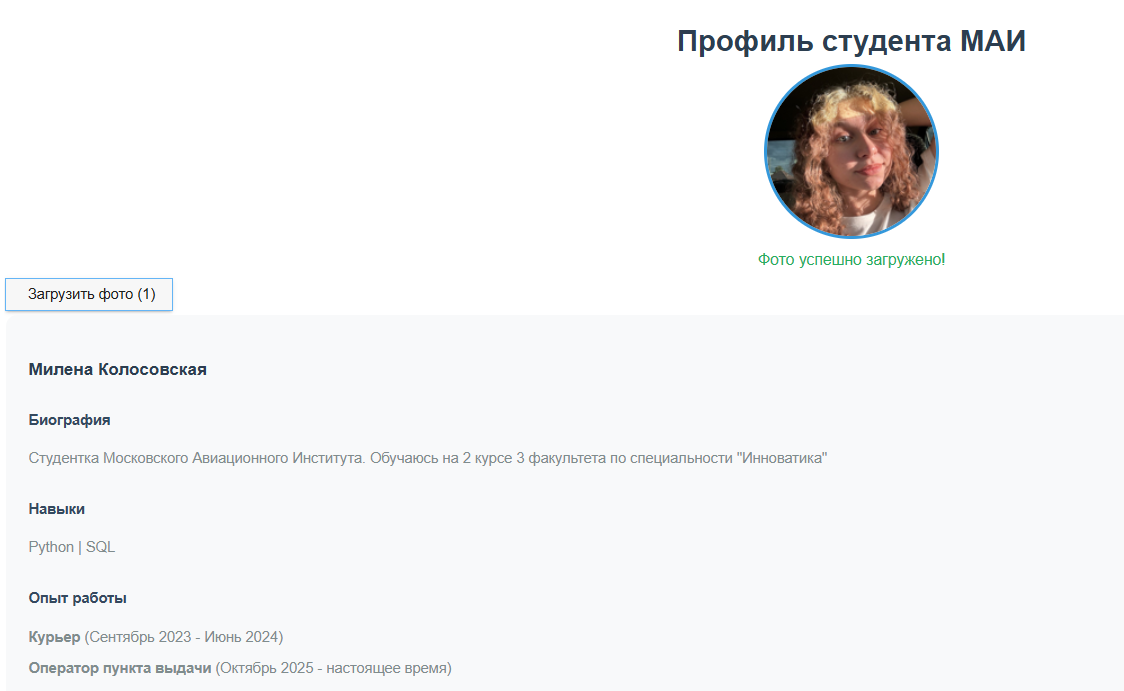 Профиль студента МАИ
Фото успешно загружено!
Загрузить фото (1)
Милена Колосовская
Биография
Студентка Московского Авиационного Института. Обучаюсь на 2 курсе 3 факультета по специальности "Инноватика"
Навыки
Python | SQL
Опыт работы
Курьер (Сентябрь 2023 - Июнь 2024)
Оператор пункта выдачи (Октябрь 2025 - настоящее время)